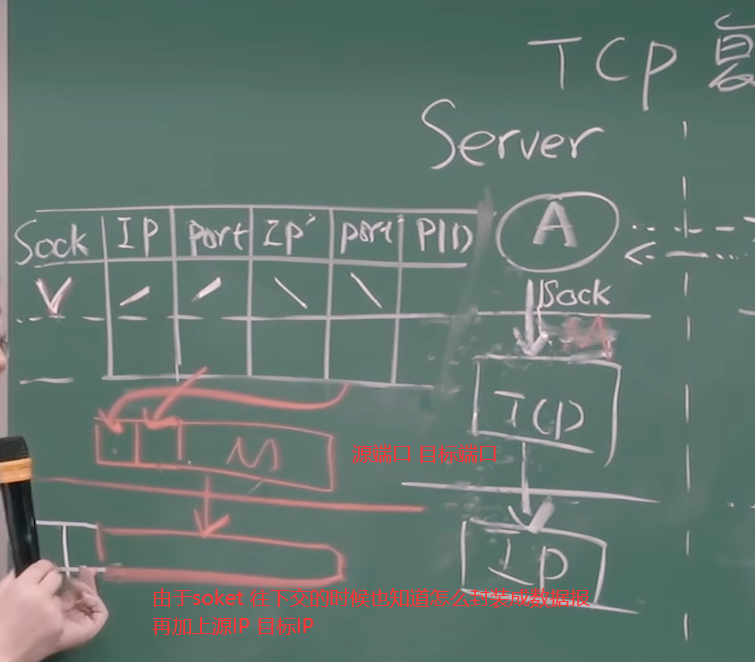 TCP 复
Server
Sock IP port IP' port PID
A
Sock
M
TCP
M
源端口 目标端口
IP
由于soket 往下交的时候也知道怎么封装成数据报
再加上源IP 目标IP